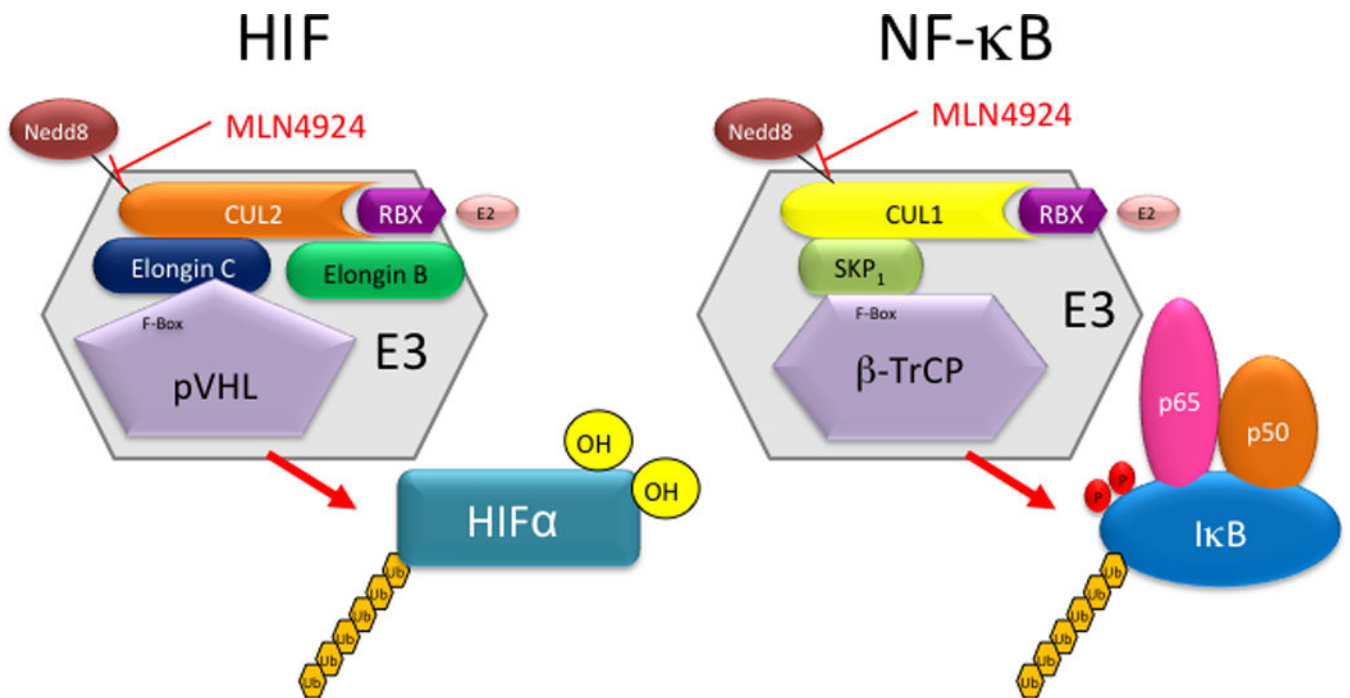 HIF
Nedd8
MLN4924
CUL2
RBX
E2
Elongin C
Elongin B
F-Box
pVHL
E3
OH
OH
HIFα
Ub
Ub
Ub
Ub
Ub
Ub
NF-κB
Nedd8
MLN4924
CUL1
RBX
E2
SKP1
E3
F-Box
β-TrCP
p65
p50
P
P
IκB
Ub
Ub
Ub
Ub
Ub
Ub